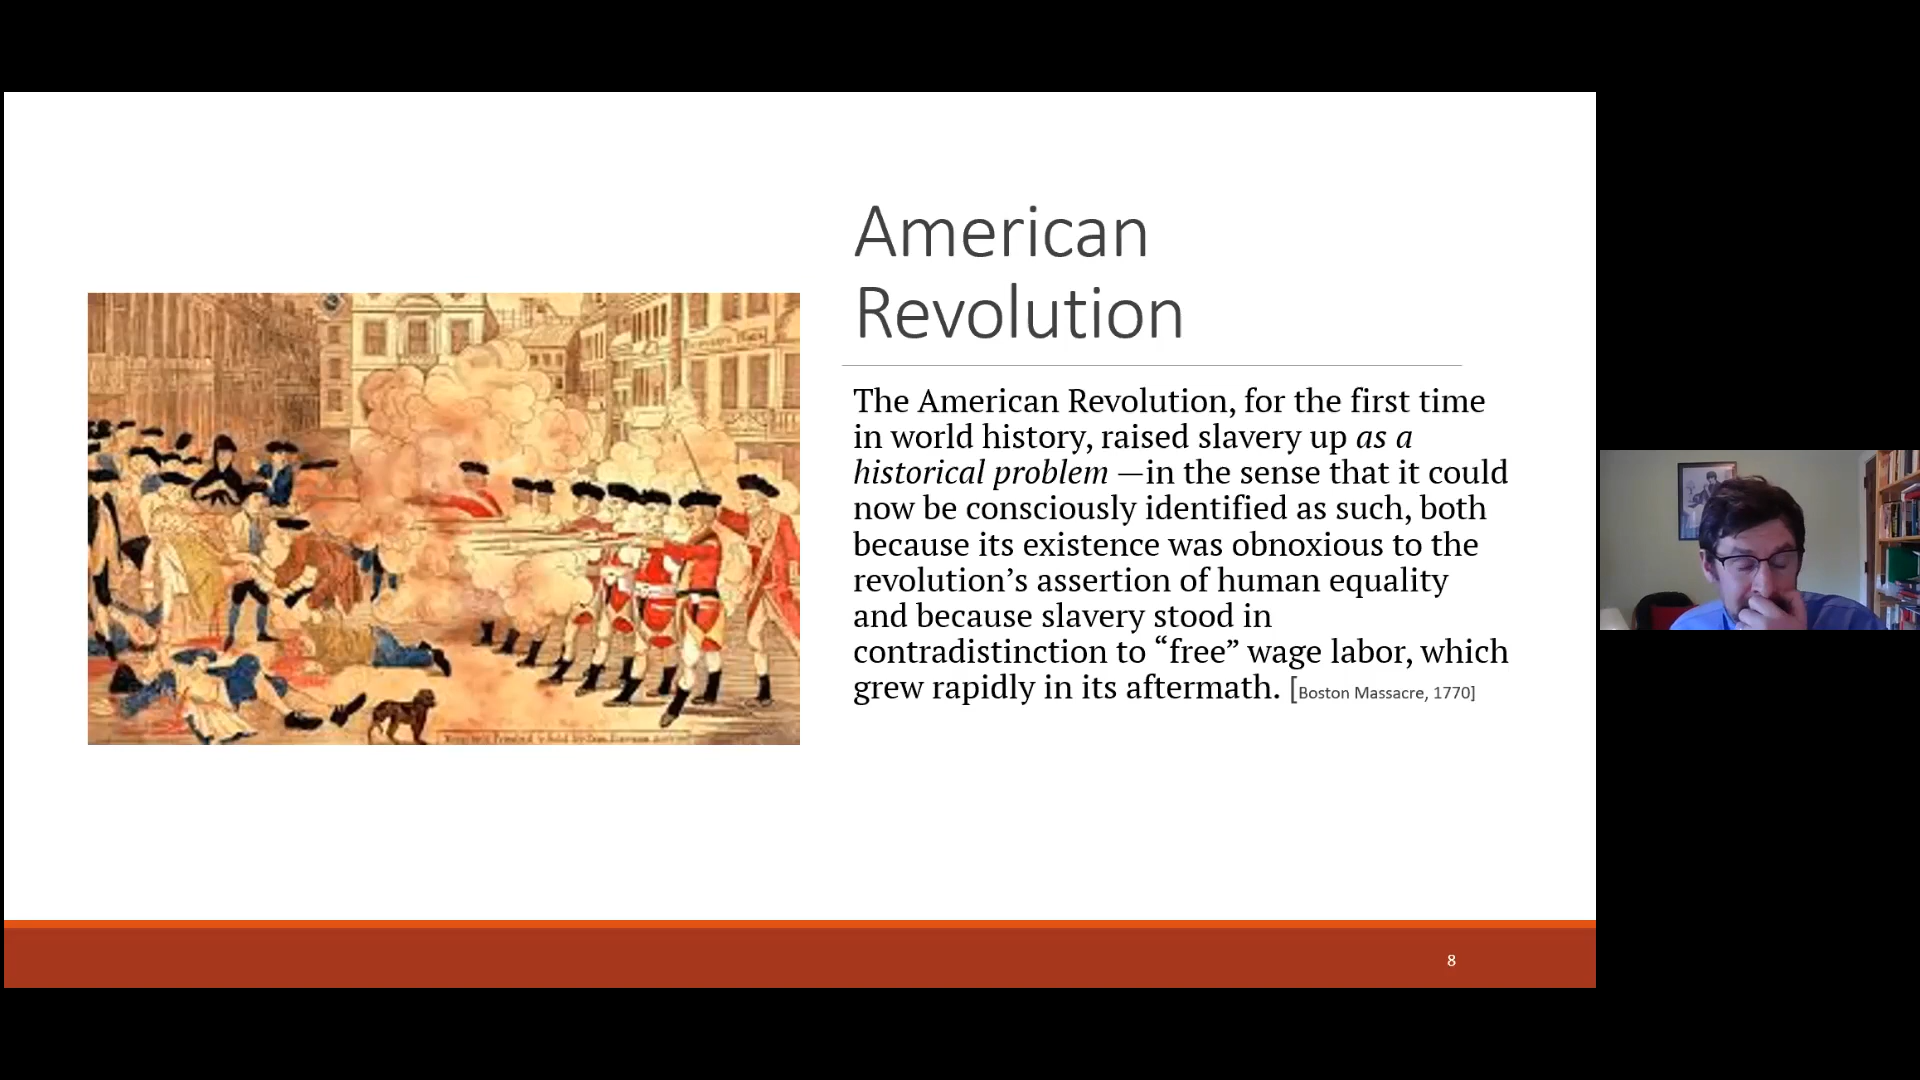 American
Revolution
The American Revolution, for the first time
in world history, raised slavery up as a
historical problem —in the sense that it could
now be consciously identified as such, both
because its existence was obnoxious to the
revolution’s assertion of human equality
and because slavery stood in
contradistinction to “free” wage labor, which
grew rapidly in its aftermath. [Boston Massacre, 1770]
8